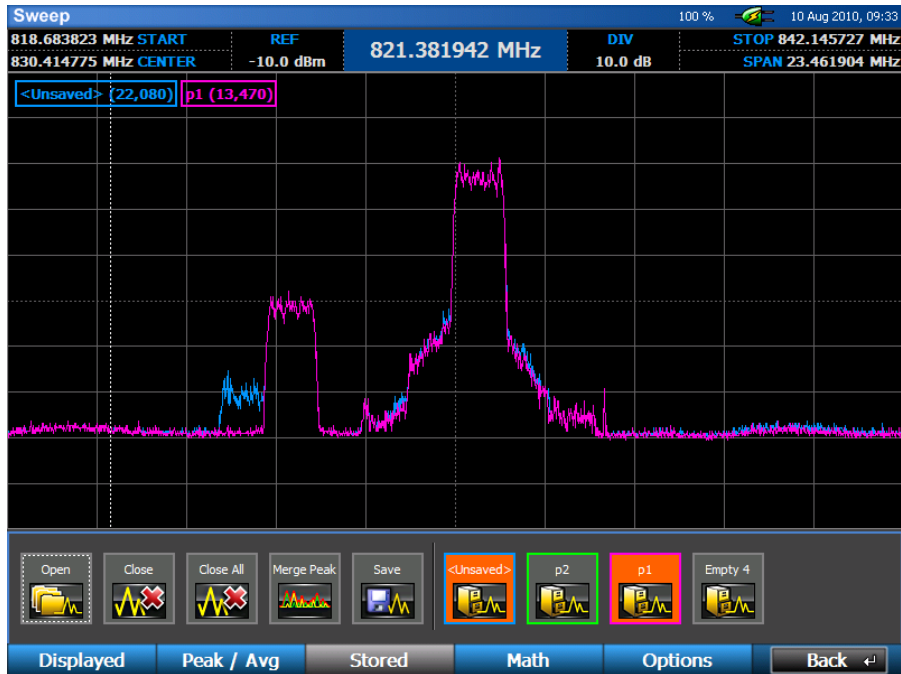 Sweep 100 % 10 Aug 2010, 09:33
818.683823 MHz START REF 821.381942 MHz DIV STOP 842.145727 MHz
830.414775 MHz CENTER -10.0 dBm 10.0 dB SPAN 23.461904 MHz
<Unsaved> (22,080) p1 (13,470)
Open Close Close All Merge Peak Save <Unsaved> p2 p1 Empty 4
Displayed Peak / Avg Stored Math Options Back ↵